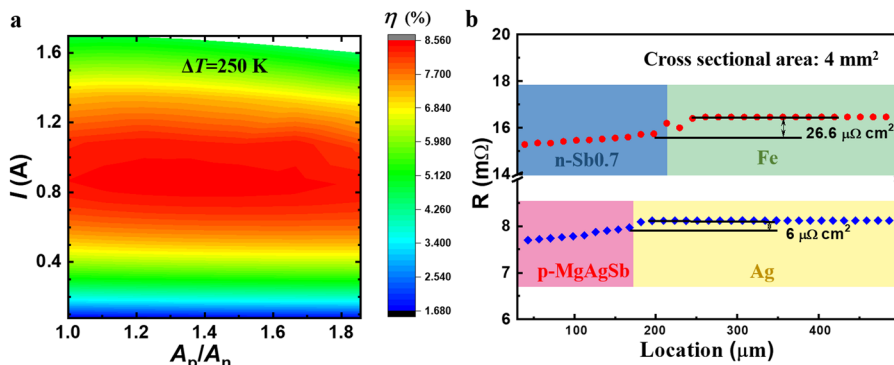 a
η (%)
ΔT=250 K
1.6
1.2
0.8
0.4
I (A)
1.0
1.2
1.4
1.6
1.8
Ap/An
8.560
7.700
6.840
5.980
5.120
4.260
3.400
2.540
1.680
b
Cross sectional area: 4 mm²
20
18
16
14
8
6
R (mΩ)
n-Sb0.7
Fe
26.6 μΩ cm²
6 μΩ cm²
p-MgAgSb
Ag
100
200
300
400
Location (μm)